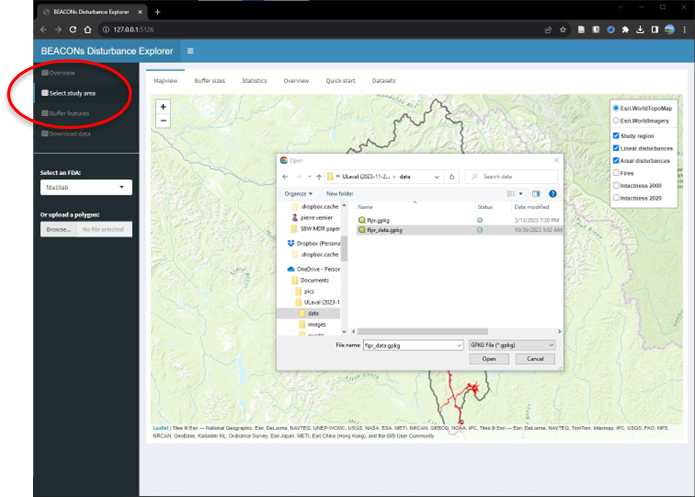 BEACONs Disturbance Explorer
127.0.0.1:5126
BEACONs Disturbance Explorer
Overview
Select study area
Buffer features
Download data
Select an FDA:
fda10ab
Or upload a polygon:
Browse... No file selected
Mapview Buffer sizes Statistics Overview Quick start Datasets
+
−
Esri.WorldTopoMap
Esri.WorldImagery
Study region
Linear disturbances
Areal disturbances
Fires
Intactness 2000
Intactness 2020
Open
ULaval (2023-11-2... data
Search data
Organize New folder
Name Status Date modified
.dropbox.cache
pierre vernier
SBW MDR paper
Dropbox (Persona
.dropbox.cache
OneDrive - Person
Documents
pics
ULaval (2023-1
data
images
flpr.gpkg 3/13/2023 7:30 PM
flpr_data.gpkg 10/26/2023 5:02 AM
File name: flpr_data.gpkg GPKG File (*.gpkg)
Open Cancel
Leaflet | Tiles © Esri — National Geographic, Esri, DeLorme, NAVTEQ, UNEP-WCMC, USGS, NASA, ESA, METI, NRCAN, GEBCO, NOAA, iPC, Tiles © Esri — Esri, DeLorme, NAVTEQ, TomTom, Intermap, iPC, USGS, FAO, NPS,
NRCAN, GeoBase, Kadaster NL, Ordnance Survey, Esri Japan, METI, Esri China (Hong Kong), and the GIS User Community